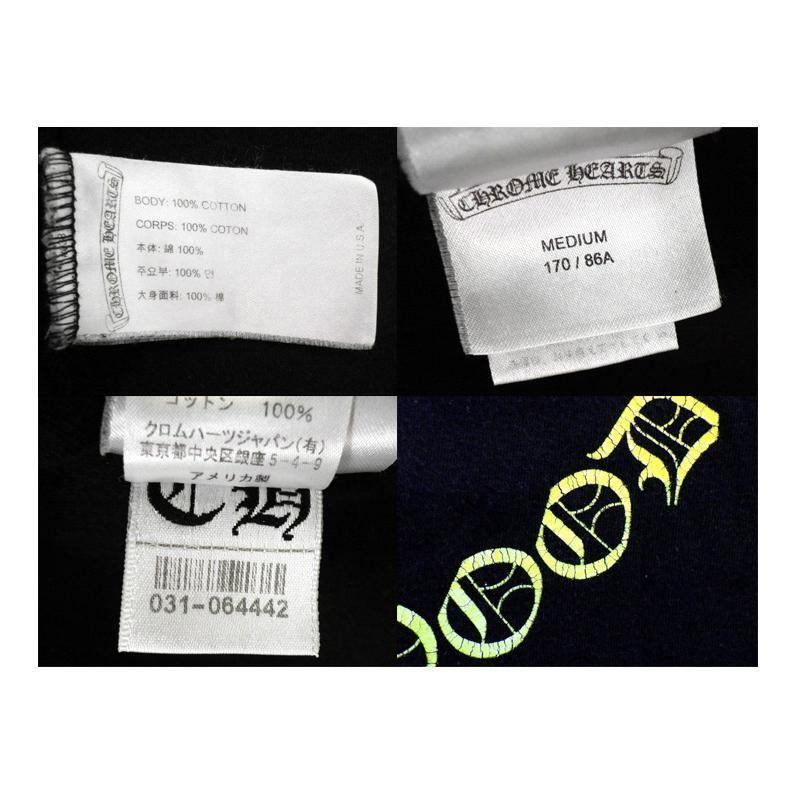 CHROME HEARTS
BODY: 100% COTTON
CORPS: 100% COTON
本体: 綿 100%
주요부: 100% 면
大身面料: 100% 棉
MADE IN U.S.A.
CHROME HEARTS
MEDIUM
170 / 86A
コットン 100%
クロムハーツジャパン(有)
東京都中央区銀座5-4-9
アメリカ製
CH
031-064442
OOD